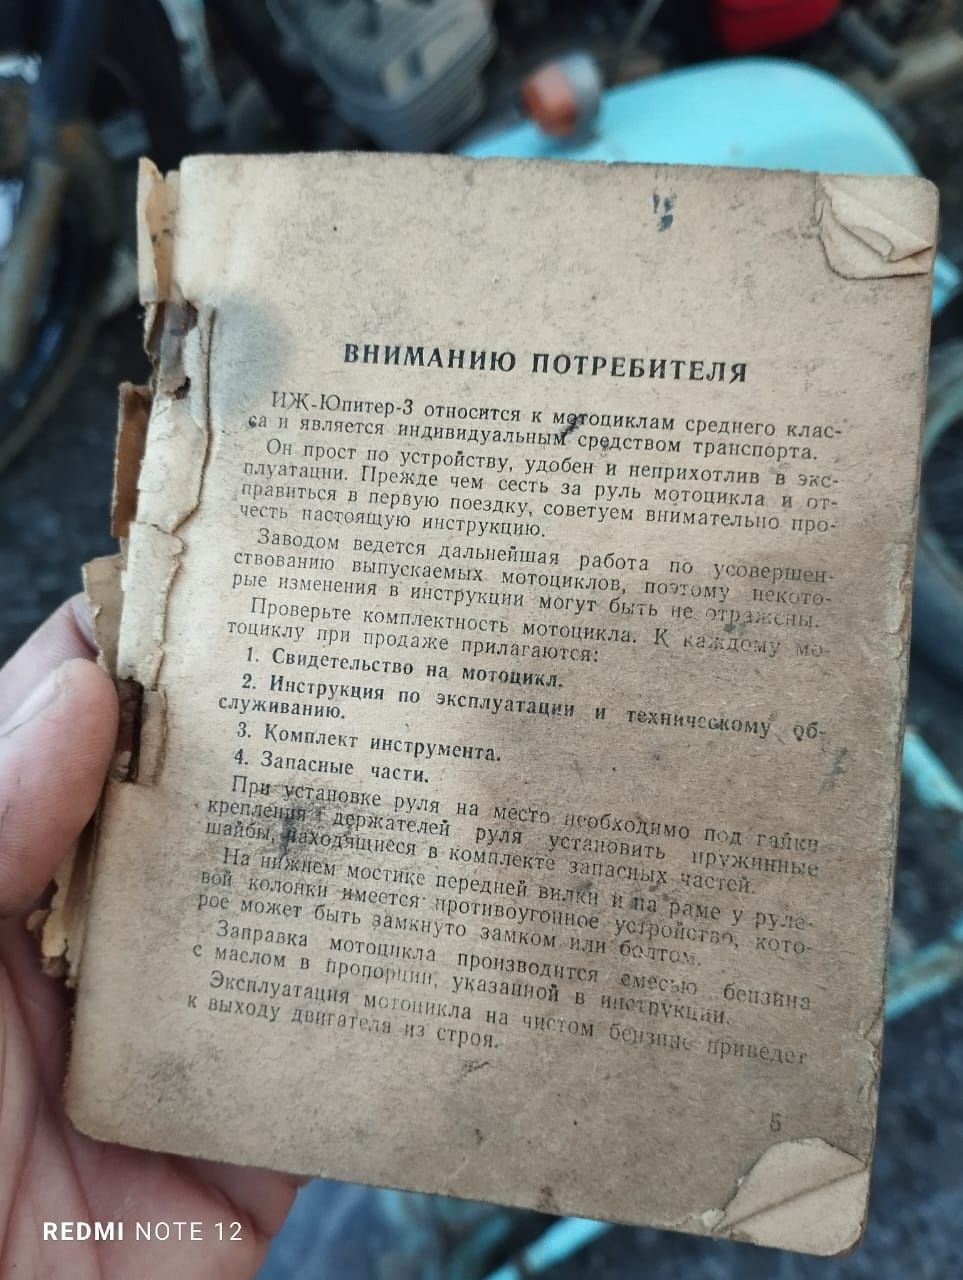 ВНИМАНИЮ ПОТРЕБИТЕЛЯ
ИЖ-Юпитер-3 относится к мотоциклам среднего клас-
са и является индивидуальным средством транспорта.
Он прост по устройству, удобен и неприхотлив в экс-
плуатации. Прежде чем сесть за руль мотоцикла и от-
правиться в первую поездку, советуем внимательно про-
честь настоящую инструкцию.
Заводом ведется дальнейшая работа по усовершен-
ствованию выпускаемых мотоциклов, поэтому некото-
рые изменения в инструкции могут быть не отражены.
Проверьте комплектность мотоцикла. К каждому мо-
тоциклу при продаже прилагаются:
1. Свидетельство на мотоцикл.
2. Инструкция по эксплуатации и техническому об-
служиванию.
3. Комплект инструмента.
4. Запасные части.
При установке руля на место необходимо под гайки
крепления держателей руля установить пружинные
шайбы, находящиеся в комплекте запасных частей.
На нижнем мостике передней вилки и на раме у руле-
вой колонки имеется противоугонное устройство, кото-
рое может быть замкнуто замком или болтом.
Заправка мотоцикла производится смесью бензина
с маслом в пропорции, указанной в инструкции.
Эксплуатация мотоцикла на чистом бензине приведет
к выходу двигателя из строя.
5
REDMI NOTE 12